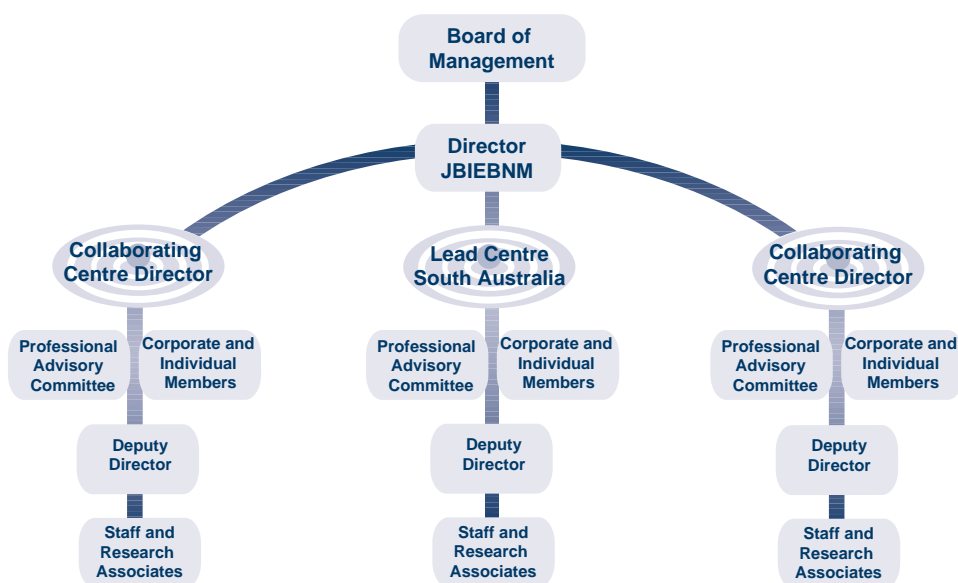 Board of
Management
Director
JBIEBNM
Collaborating
Centre Director
Lead Centre
South Australia
Collaborating
Centre Director
Professional
Advisory
Committee
Corporate and
Individual
Members
Professional
Advisory
Committee
Corporate and
Individual
Members
Professional
Advisory
Committee
Corporate and
Individual
Members
Deputy
Director
Deputy
Director
Deputy
Director
Staff and
Research
Associates
Staff and
Research
Associates
Staff and
Research
Associates